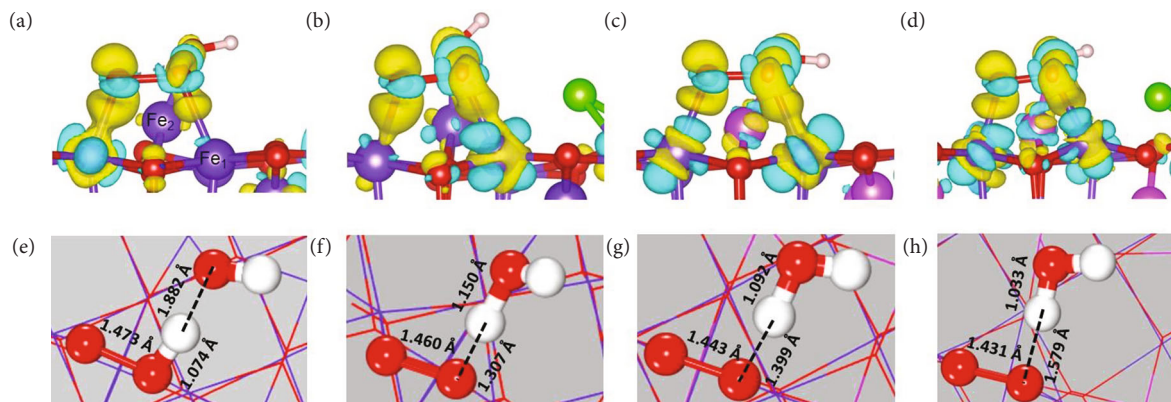 (a)
(b)
(c)
(d)
Fe₂
Fe₁
(e)
(f)
(g)
(h)
1.882 Å
1.473 Å
1.074 Å
1.150 Å
1.460 Å
1.307 Å
1.092 Å
1.443 Å
1.399 Å
1.033 Å
1.431 Å
1.579 Å